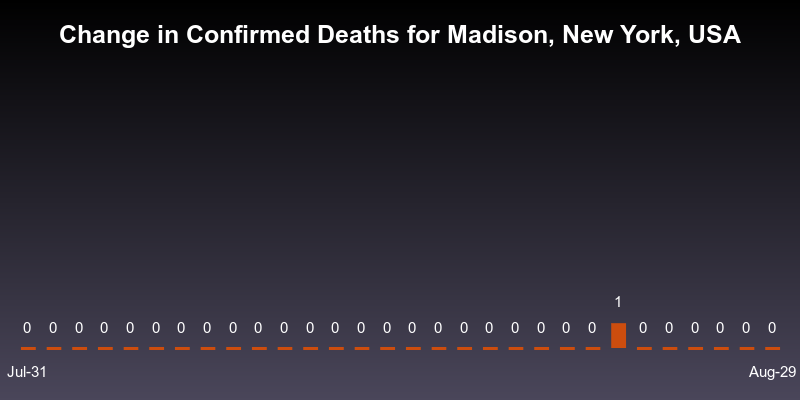 Change in Confirmed Deaths for Madison, New York, USA
1
0 0 0 0 0 0 0 0 0 0 0 0 0 0 0 0 0 0 0 0 0 0 0 0 0 0 0 0 0
Jul-31 Aug-29